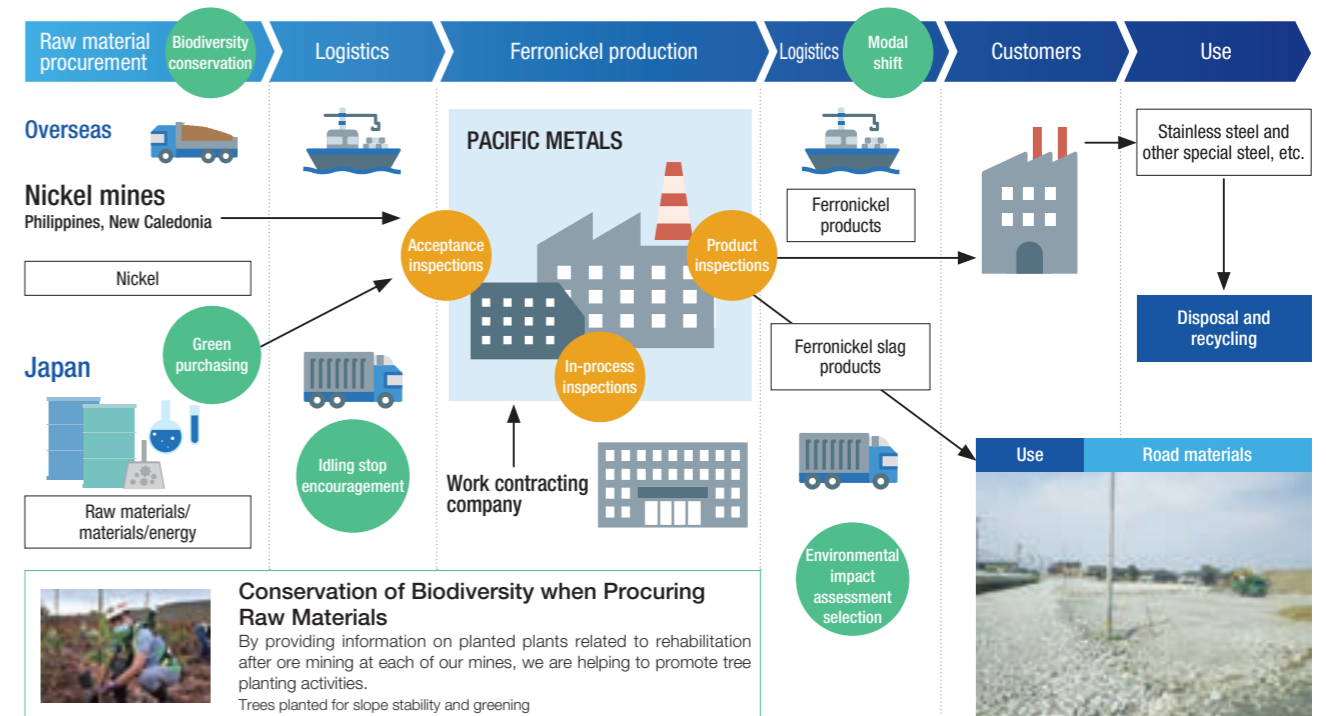 Raw material
procurement
Biodiversity
conservation
Logistics
Ferronickel production
Logistics
Modal
shift
Customers
Use
Overseas
Nickel mines
Philippines, New Caledonia
Nickel
Green
purchasing
Japan
Raw materials/
materials/energy
Idling stop
encouragement
PACIFIC METALS
Acceptance
inspections
Product
inspections
In-process
inspections
Work contracting
company
Ferronickel
products
Ferronickel slag
products
Environmental
impact
assessment
selection
Stainless steel and
other special steel, etc.
Disposal and
recycling
Use
Road materials
Conservation of Biodiversity when Procuring
Raw Materials
By providing information on planted plants related to rehabilitation
after ore mining at each of our mines, we are helping to promote tree
planting activities.
Trees planted for slope stability and greening